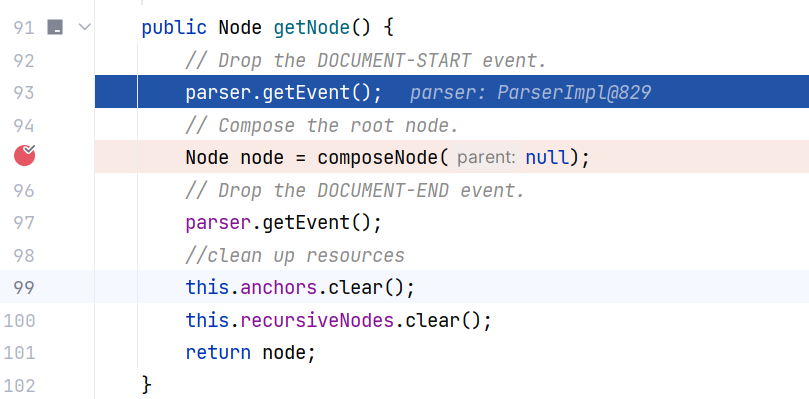 91 public Node getNode() {
92 // Drop the DOCUMENT-START event.
93 parser.getEvent(); parser: ParserImpl@829
94 // Compose the root node.
Node node = composeNode( parent: null);
96 // Drop the DOCUMENT-END event.
97 parser.getEvent();
98 //clean up resources
99 this.anchors.clear();
100 this.recursiveNodes.clear();
101 return node;
102 }